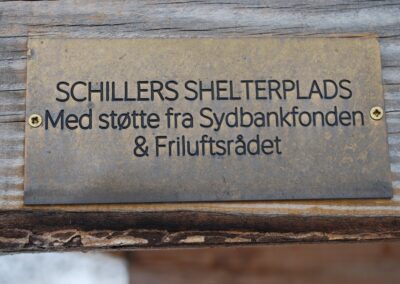 SCHILLERS SHELTERPLADS
Med støtte fra Sydbankfonden
& Friluftsrådet